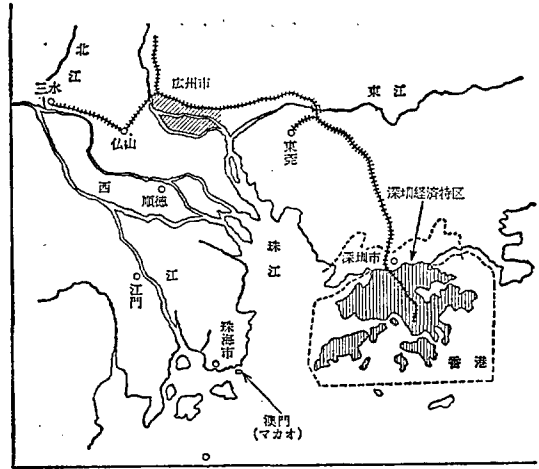 北江
三水
広州市
東江
仏山
東莞
深圳経済特区
西江
順徳
珠江
深圳市
江門
珠海市
香港
澳門
(マカオ)